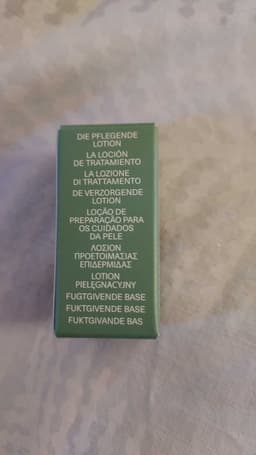 DIE PFLEGENDE
LOTION
LA LOCIÓN
DE TRATAMIENTO
LA LOZIONE
DI TRATTAMENTO
DE VERZORGENDE
LOTION
LOÇÃO DE
PREPARAÇÃO PARA
OS CUIDADOS
DA PELE
ΛΟΣΙΟΝ
ΠΡΟΕΤΟΙΜΑΣΙΑΣ
ΕΠΙΔΕΡΜΙΔΑΣ
LOTION
PIELĘGNACYJNY
FUGTGIVENDE BASE
FUKTGIVENDE BASE
FUKTGIVANDE BAS